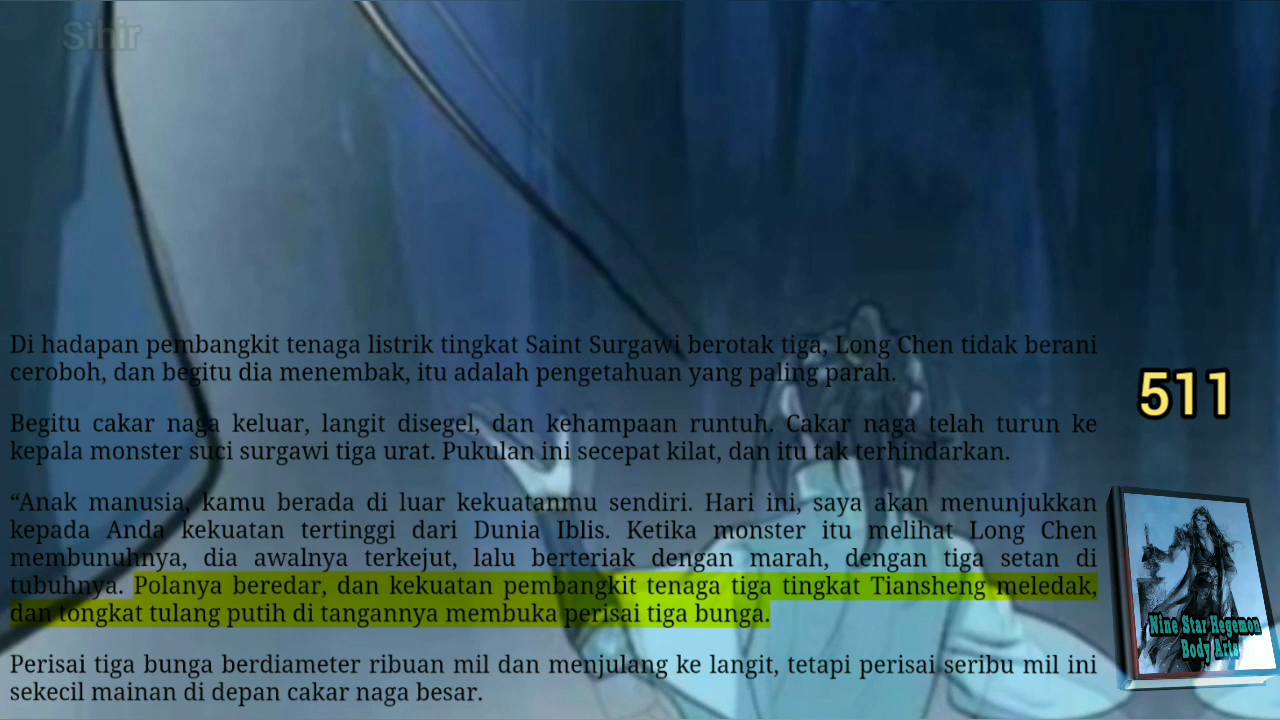 Sihir
Di hadapan pembangkit tenaga listrik tingkat Saint Surgawi berotak tiga, Long Chen tidak berani
ceroboh, dan begitu dia menembak, itu adalah pengetahuan yang paling parah.
Begitu cakar naga keluar, langit disegel, dan kehampaan runtuh. Cakar naga telah turun ke
kepala monster suci surgawi tiga urat. Pukulan ini secepat kilat, dan itu tak terhindarkan.
“Anak manusia, kamu berada di luar kekuatanmu sendiri. Hari ini, saya akan menunjukkan
kepada Anda kekuatan tertinggi dari Dunia Iblis. Ketika monster itu melihat Long Chen
membunuhnya, dia awalnya terkejut, lalu berteriak dengan marah, dengan tiga setan di
tubuhnya. Polanya beredar, dan kekuatan pembangkit tenaga tiga tingkat Tiansheng meledak,
dan tongkat tulang putih di tangannya membuka perisai tiga bunga.
Perisai tiga bunga berdiameter ribuan mil dan menjulang ke langit, tetapi perisai seribu mil ini
sekecil mainan di depan cakar naga besar.
511
Nine Star Hegemon
Body Arts